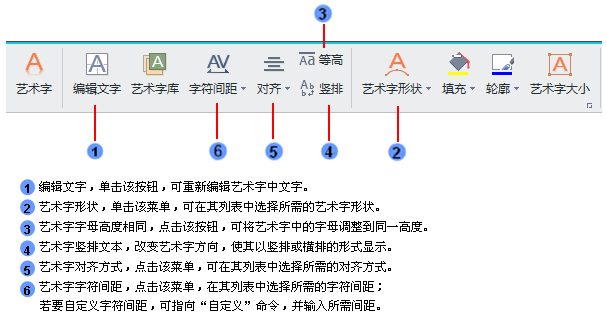 3
Aa 等高
艺术字 编辑文字 艺术字库 字符间距 对齐 Ab 竖排 艺术字形状 填充 轮廓 艺术字大小
1 6 5 4 2
1 编辑文字，单击该按钮，可重新编辑艺术字中文字。
2 艺术字形状，单击该菜单，可在其列表中选择所需的艺术字形状。
3 艺术字字母高度相同，点击该按钮，可将艺术字中的字母调整到同一高度。
4 艺术字竖排文本，改变艺术字方向，使其以竖排或横排的形式显示。
5 艺术字对齐方式，点击该菜单，可在其列表中选择所需的对齐方式。
6 艺术字字符间距，点击该菜单，在其列表中选择所需的字符间距；
若要自定义字符间距，可指向“自定义”命令，并输入所需间距。